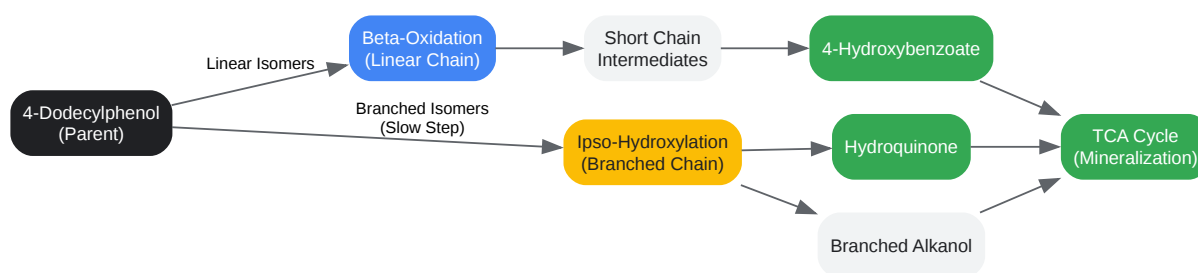 Beta-Oxidation
(Linear Chain)
Short Chain
Intermediates
4-Hydroxybenzoate
Linear Isomers
4-Dodecylphenol
(Parent)
Branched Isomers
(Slow Step)
Ipso-Hydroxylation
(Branched Chain)
Hydroquinone
TCA Cycle
(Mineralization)
Branched Alkanol